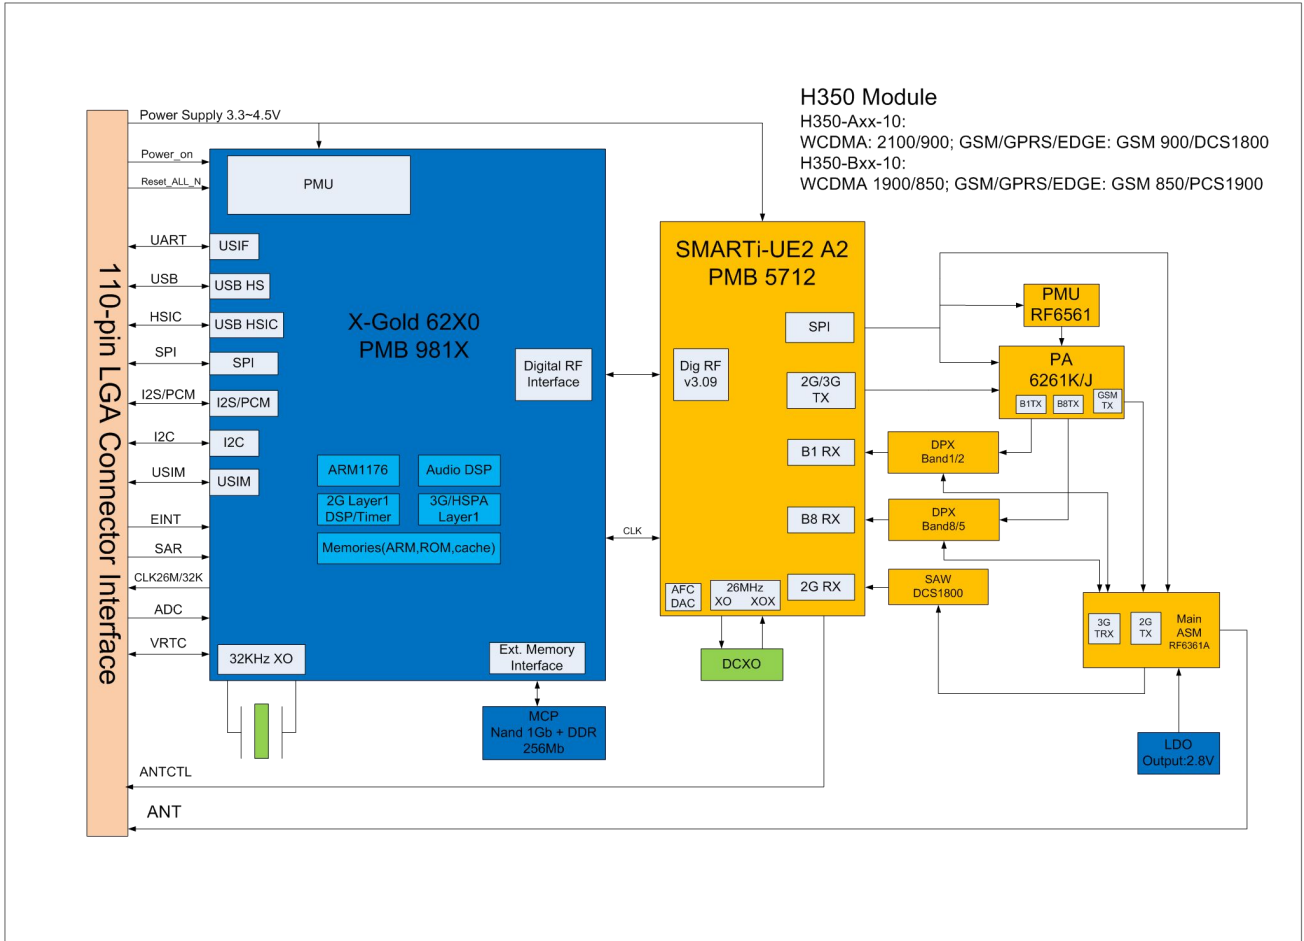 H350 Module
H350-Axx-10:
WCDMA: 2100/900; GSM/GPRS/EDGE: GSM 900/DCS1800
H350-Bxx-10:
WCDMA 1900/850; GSM/GPRS/EDGE: GSM 850/PCS1900
110-pin LGA Connector Interface
Power Supply 3.3~4.5V
Power_on
Reset_ALL_N
UART
USB
HSIC
SPI
I2S/PCM
I2C
USIM
EINT
SAR
CLK26M/32K
ADC
VRTC
ANTCTL
ANT
PMU
USIF
USB HS
USB HSIC
SPI
I2S/PCM
I2C
USIM
X-Gold 62X0
PMB 981X
Digital RF
Interface
ARM1176
Audio DSP
2G Layer1
DSP/Timer
3G/HSPA
Layer1
Memories(ARM,ROM,cache)
32KHz XO
Ext. Memory
Interface
MCP
Nand 1Gb + DDR
256Mb
CLK
SMARTi-UE2 A2
PMB 5712
SPI
Dig RF
v3.09
2G/3G
TX
B1 RX
B8 RX
2G RX
AFC
DAC
26MHz
XO XOX
DCXO
PMU
RF6561
PA
6261K/J
B1TX
B8TX
GSM
TX
DPX
Band1/2
DPX
Band8/5
SAW
DCS1800
3G
TRX
2G
TX
Main
ASM
RF6361A
LDO
Output:2.8V